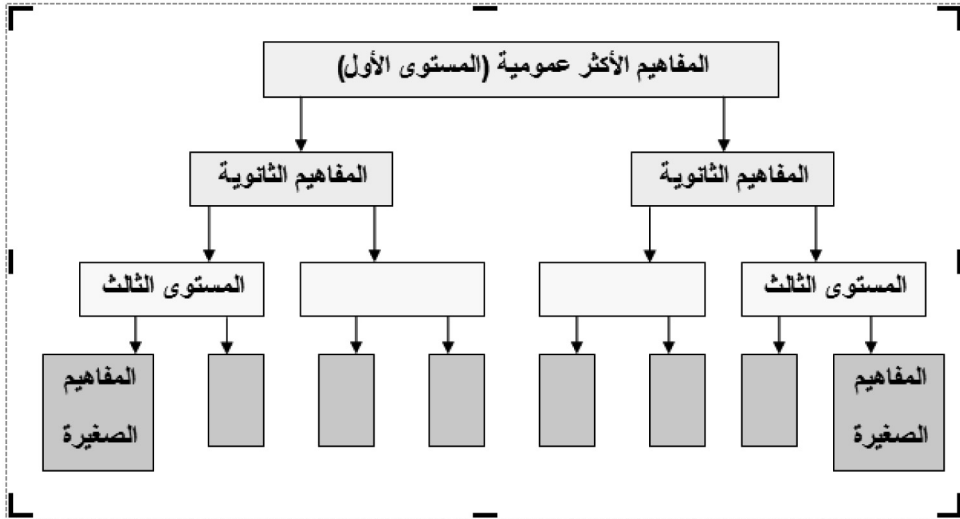 المفاهيم الأكثر عمومية (المستوى الأول)
المفاهيم الثانوية
المفاهيم الثانوية
المستوى الثالث
المستوى الثالث
المفاهيم
الصغيرة
المفاهيم
الصغيرة